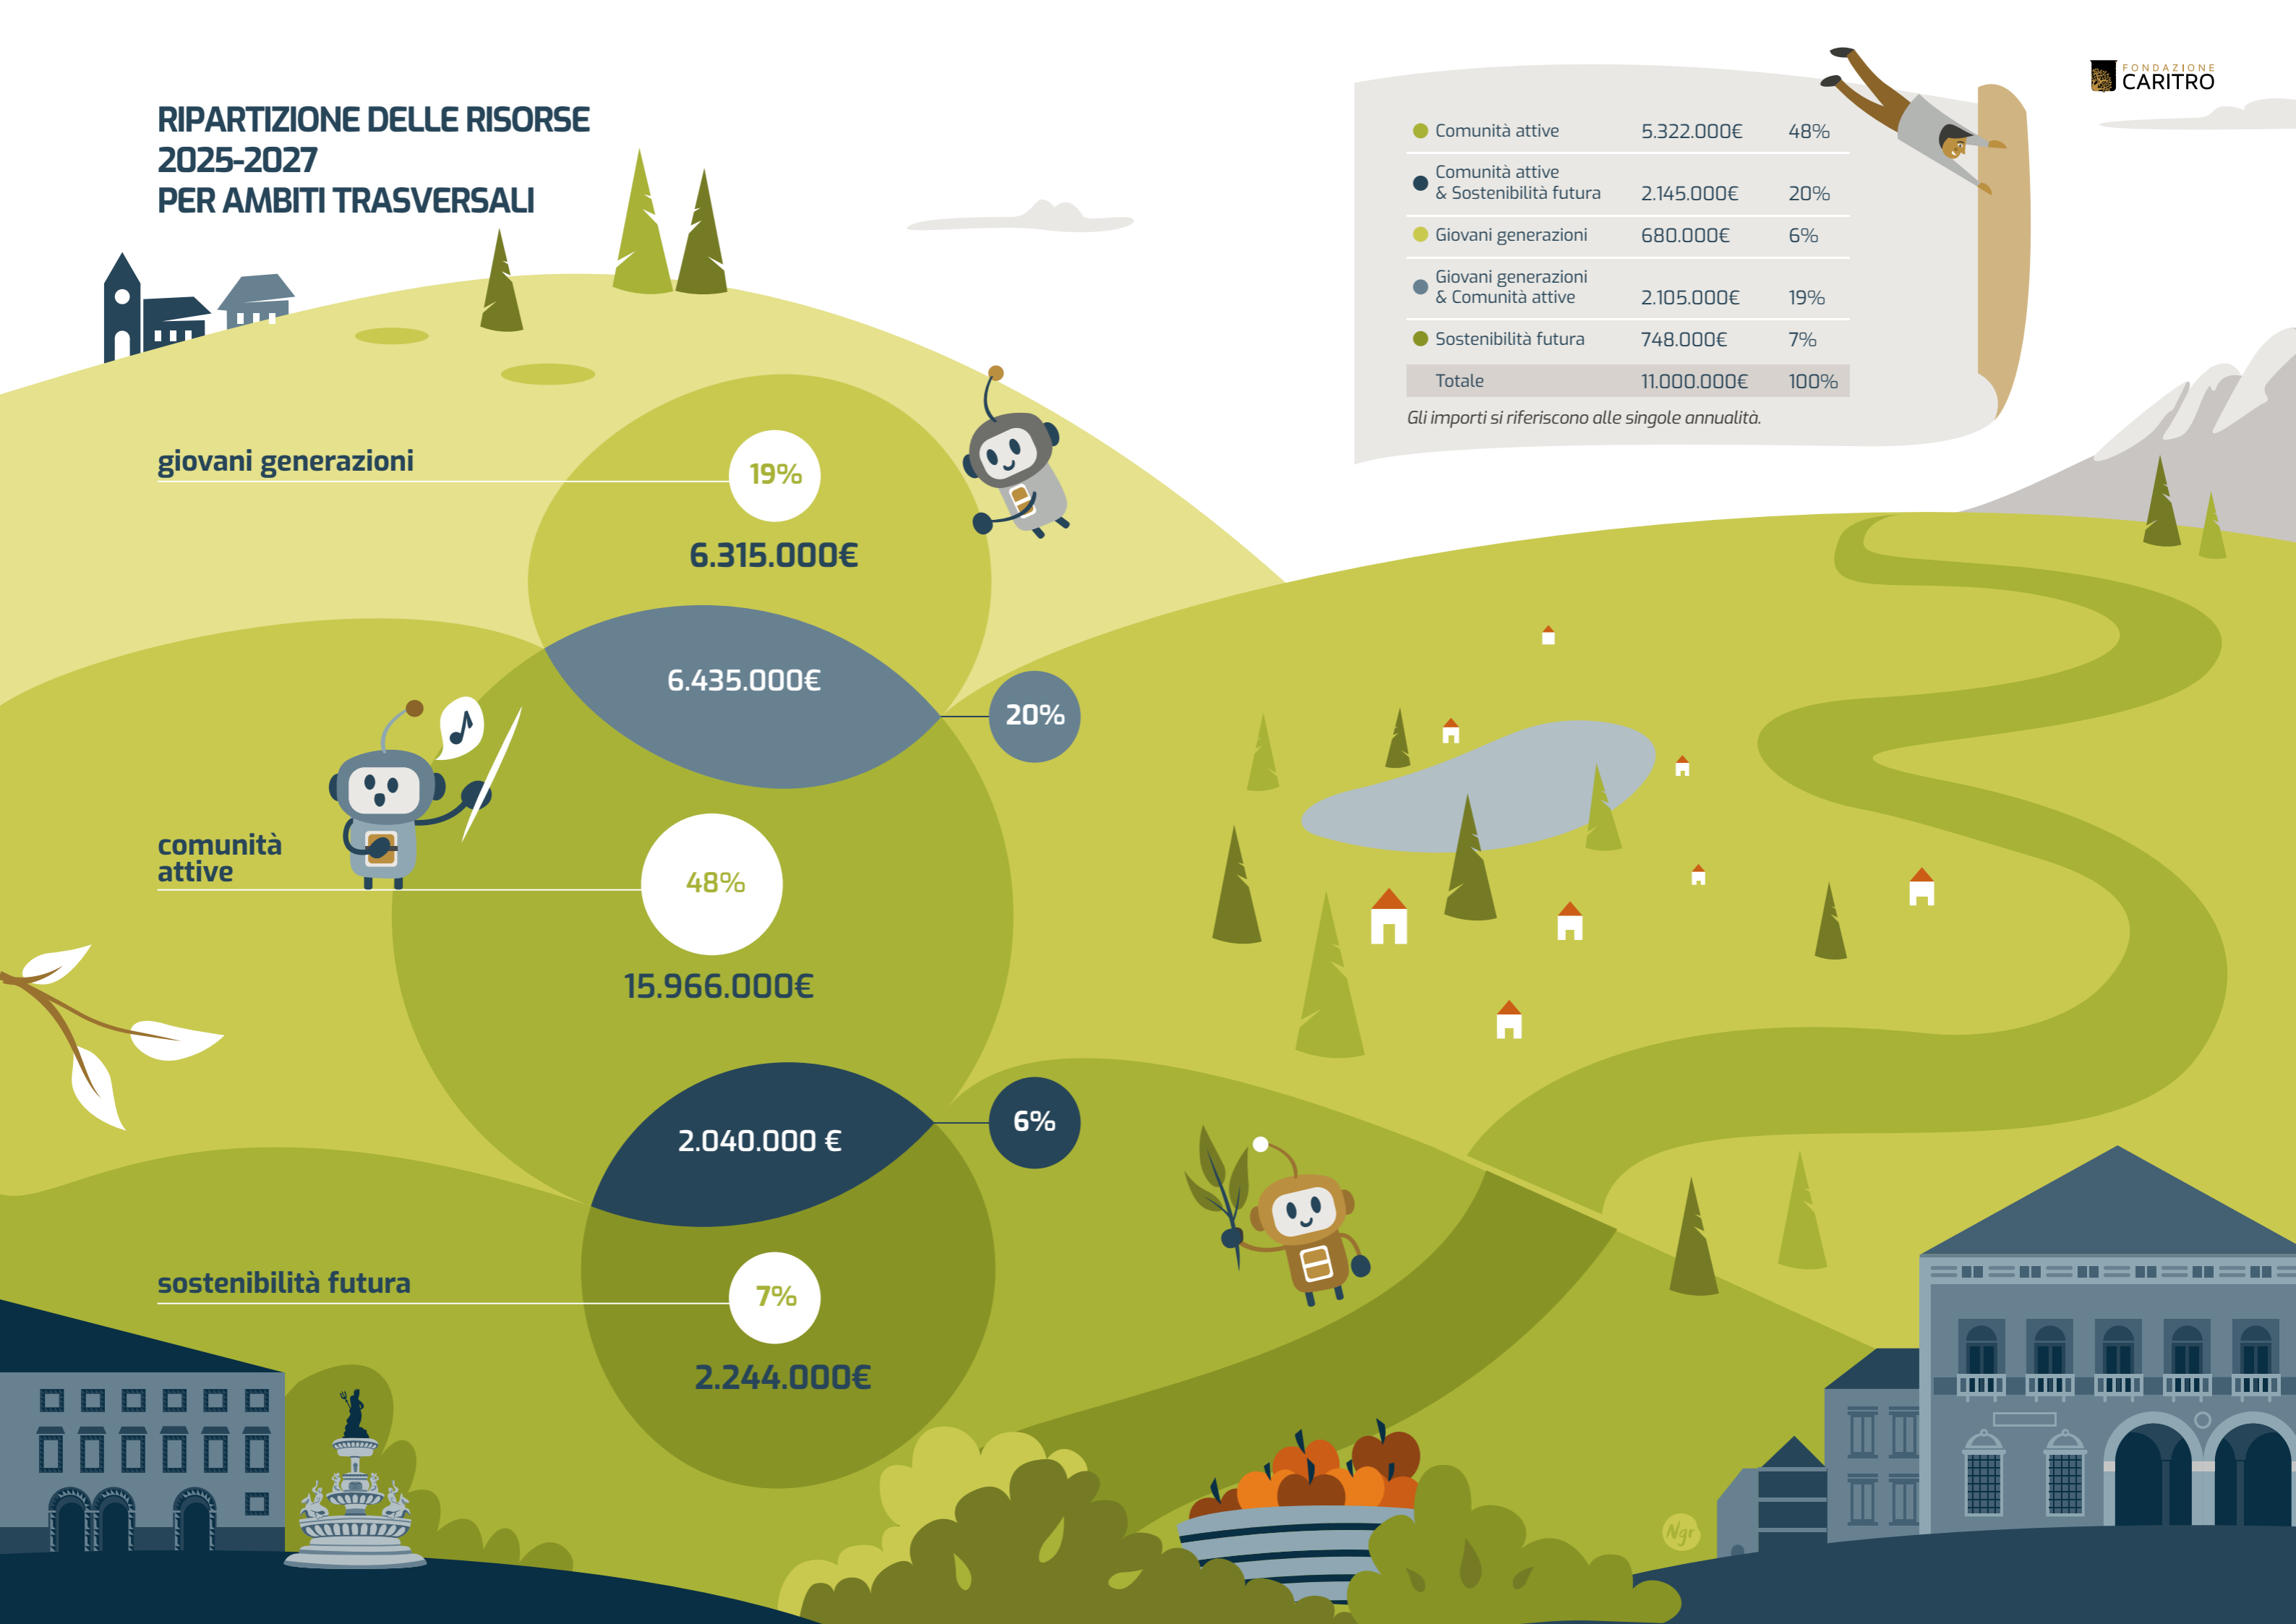 RIPARTIZIONE DELLE RISORSE
2025-2027
PER AMBITI TRASVERSALI
FONDAZIONE
CARITRO
Comunità attive 5.322.000€ 48%
Comunità attive
& Sostenibilità futura 2.145.000€ 20%
Giovani generazioni 680.000€ 6%
Giovani generazioni
& Comunità attive 2.105.000€ 19%
Sostenibilità futura 748.000€ 7%
Totale 11.000.000€ 100%
Gli importi si riferiscono alle singole annualità.
giovani generazioni
19%
6.315.000€
6.435.000€
20%
comunità
attive
48%
15.966.000€
2.040.000 €
6%
sostenibilità futura
7%
2.244.000€
Ngr